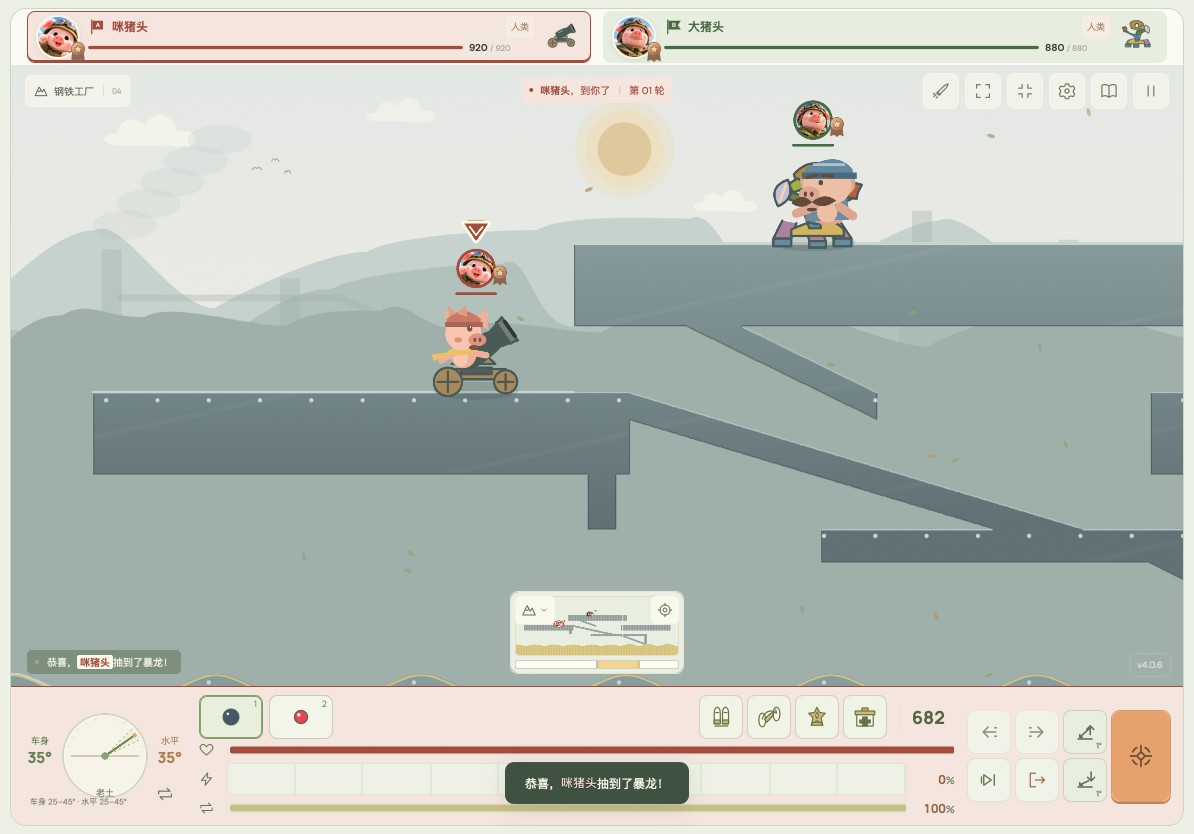 咪猪头
人类
920 / 920
大猪头
人类
880 / 880
钢铁工厂 04
咪猪头，到你了 第 01 轮
恭喜，咪猪头抽到了暴龙！
v4.0.6
车身
35°
老土
水平
35°
车身 25–45° · 水平 25–45°
1
2
682
0%
恭喜，咪猪头抽到了暴龙！
100%
1°
1°